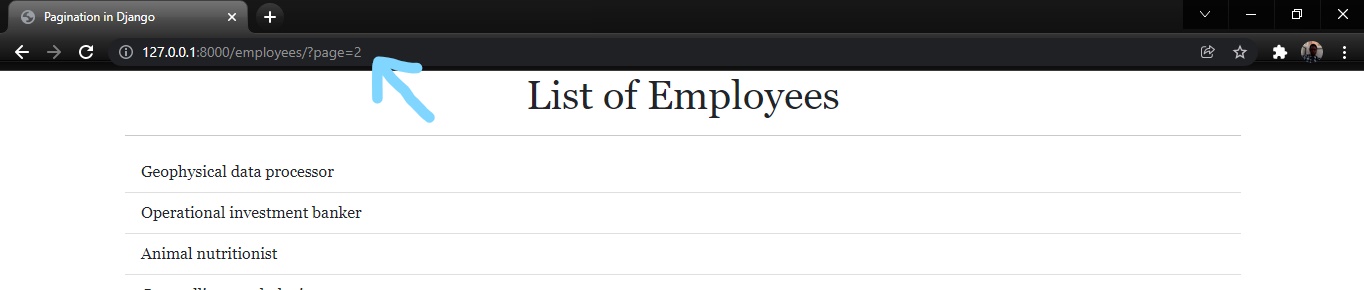 Pagination in Django
127.0.0.1:8000/employees/?page=2
List of Employees
Geophysical data processor
Operational investment banker
Animal nutritionist